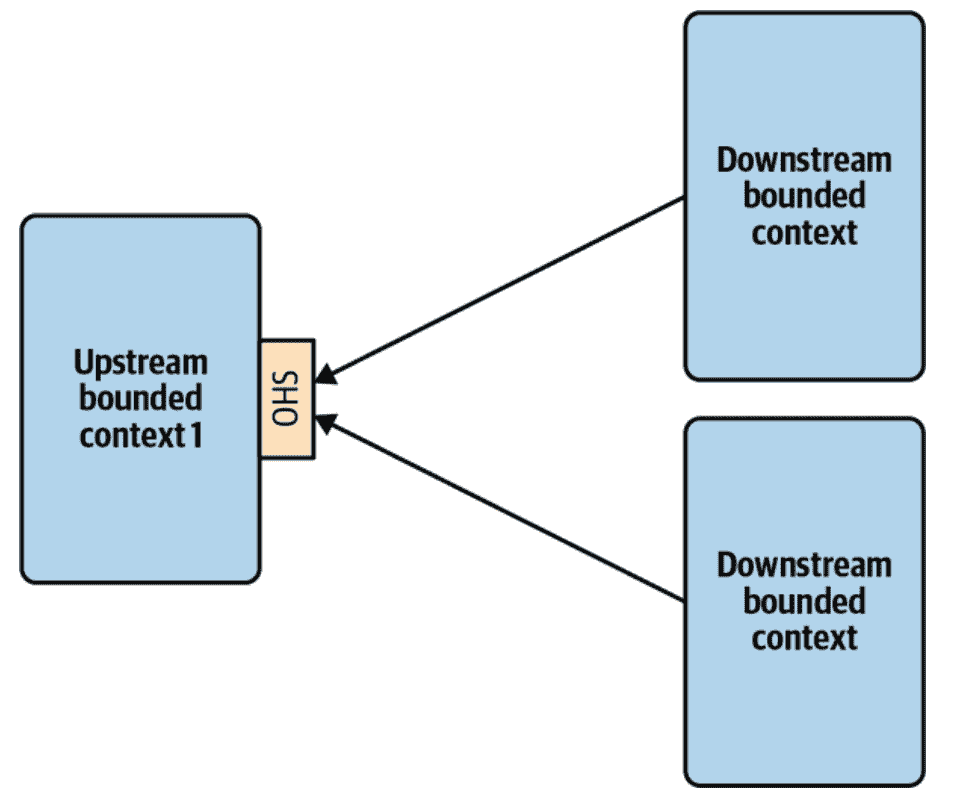 Upstream
bounded
context 1
OHS
Downstream
bounded
context
Downstream
bounded
context